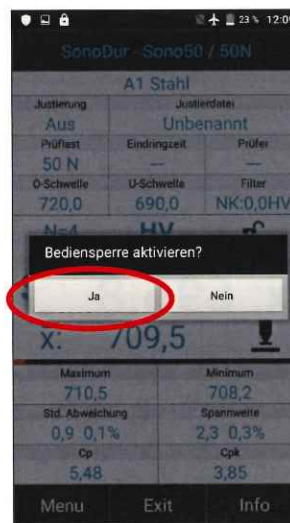 23 % 12:09
SonoDur - Sono50 / 50N
A1 Stahl
Justierung Justierdatei
Aus Unbenannt
Prüflast Eindringzeit Prüfer
50 N --- ---
O-Schwelle U-Schwelle Filter
720,0 690,0 NK:0,0HV
N=4 HV
Bediensperre aktivieren?
Ja Nein
x: 709,5
Maximum Minimum
710,5 708,2
Std. Abweichung Spannweite
0,9 0,1% 2,3 0,3%
Cp Cpk
5,48 3,85
Menu Exit Info